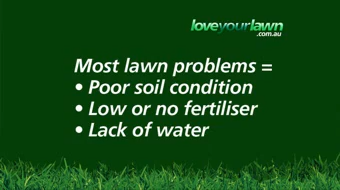 loveyourlawn
.com.au
Most lawn problems =
• Poor soil condition
• Low or no fertiliser
• Lack of water